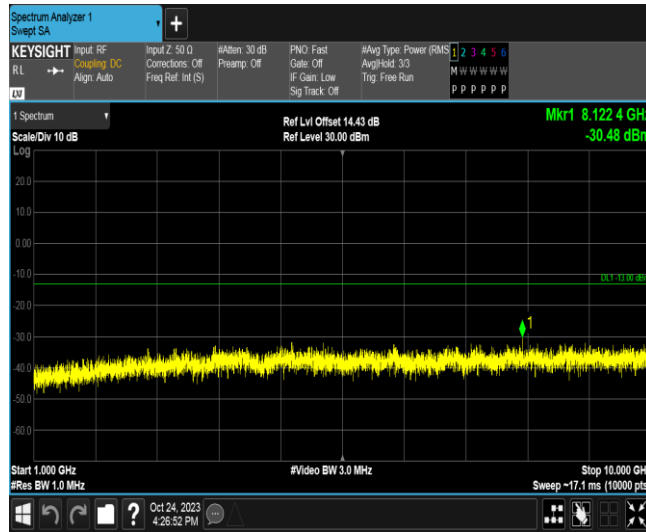 Spectrum Analyzer 1
Swept SA
KEYSIGHT
RL
LXI
Input: RF
Coupling: DC
Align: Auto
Input Z: 50 Ω
Corrections: Off
Freq Ref: Int (S)
#Atten: 30 dB
Preamp: Off
PNO: Fast
Gate: Off
IF Gain: Low
Sig Track: Off
#Avg Type: Power (RMS
Avg|Hold: 3/3
Trig: Free Run
1 2 3 4 5 6
M W W W W W
P P P P P P
1 Spectrum
Scale/Div 10 dB
Log
Ref Lvl Offset 14.43 dB
Ref Level 30.00 dBm
Mkr1 8.122 4 GHz
-30.48 dBm
20.0
10.0
0.00
-10.0
DL1 -13.00 dBm
-20.0
-30.0
1
-40.0
-50.0
-60.0
Start 1.000 GHz
#Video BW 3.0 MHz
Stop 10.000 GHz
#Res BW 1.0 MHz
Sweep ~17.1 ms (10000 pts
?
Oct 24, 2023
4:26:52 PM